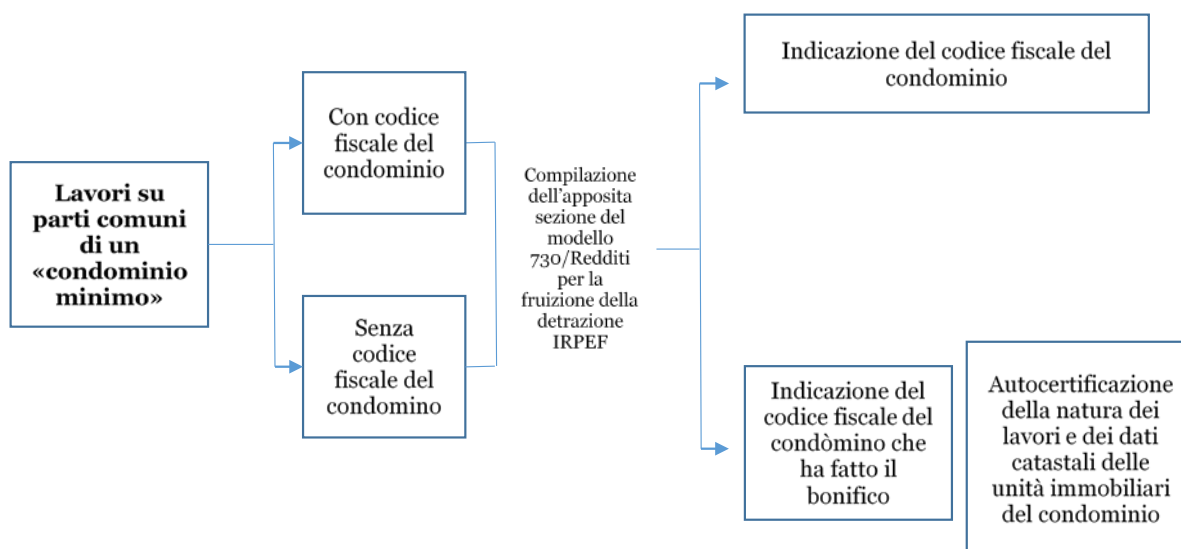 Lavori su
parti comuni
di un
«condominio
minimo»
Con codice
fiscale del
condominio
Senza
codice
fiscale del
condomino
Compilazione
dell'apposita
sezione del
modello
730/Redditi
per la
fruizione della
detrazione
IRPEF
Indicazione del codice fiscale del
condominio
Indicazione del
codice fiscale del
condòmino che
ha fatto il
bonifico
Autocertificazione
della natura dei
lavori e dei dati
catastali delle
unità immobiliari
del condominio